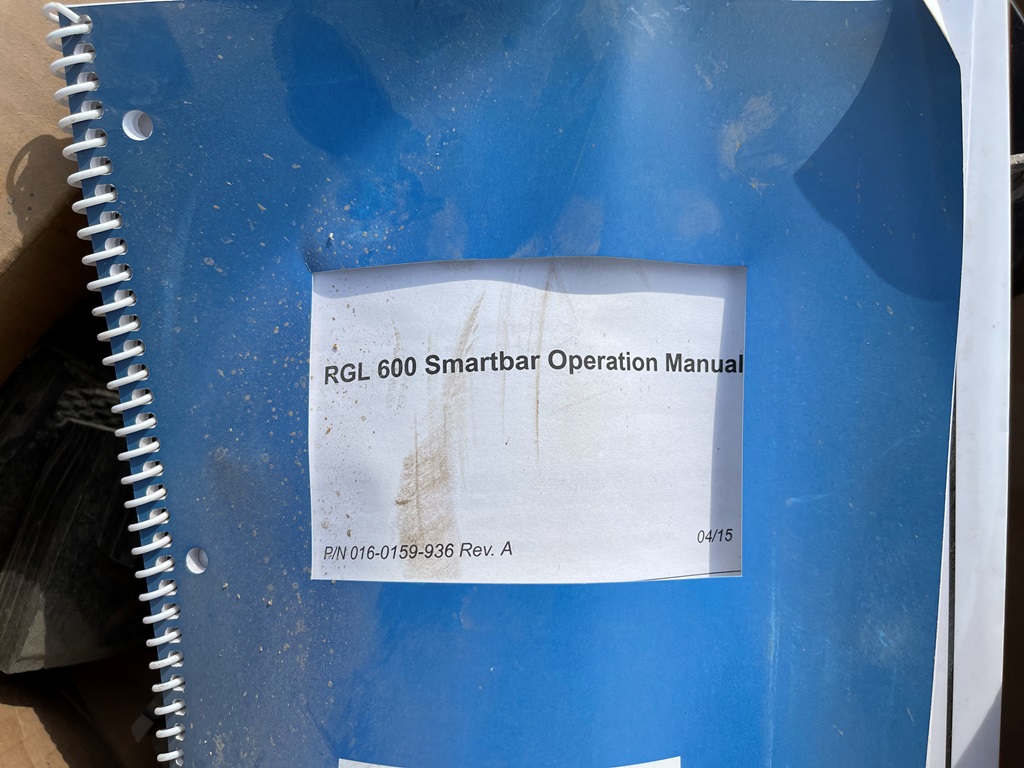 RGL 600 Smartbar Operation Manual
P/N 016-0159-936 Rev. A
04/15